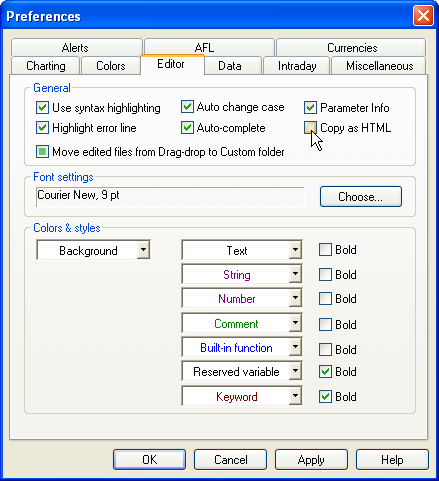 Preferences
Alerts AFL Currencies
Charting Colors Editor Data Intraday Miscellaneous
General
Use syntax highlighting Auto change case Parameter Info
Highlight error line Auto-complete Copy as HTML
Move edited files from Drag-drop to Custom folder
Font settings
Courier New, 9 pt Choose...
Colors & styles
Background Text Bold
String Bold
Number Bold
Comment Bold
Built-in function Bold
Reserved variable Bold
Keyword Bold
OK Cancel Apply Help